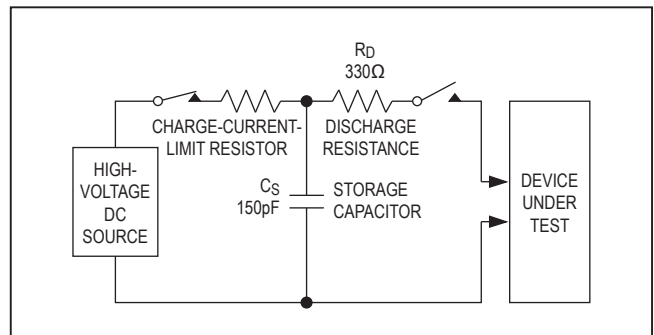 RD
330Ω
CHARGE-CURRENT-
LIMIT RESISTOR
DISCHARGE
RESISTANCE
HIGH-
VOLTAGE
DC
SOURCE
CS
150pF
STORAGE
CAPACITOR
DEVICE
UNDER
TEST